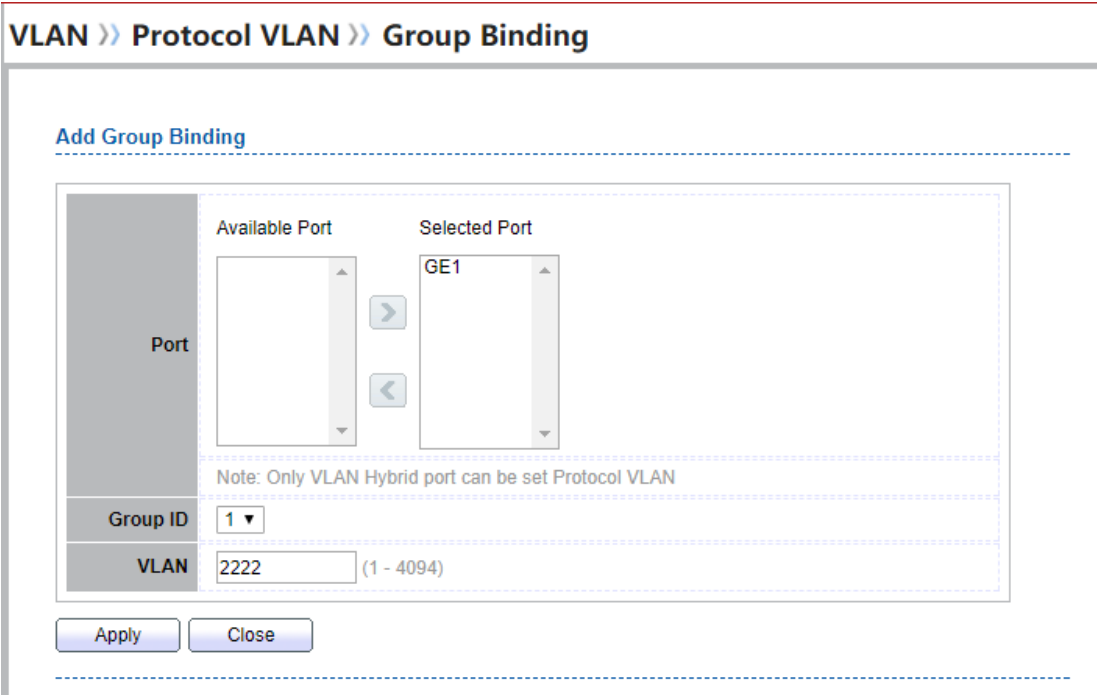 VLAN 》 Protocol VLAN 》 Group Binding
Add Group Binding
Available Port Selected Port
GE1
Port
Note: Only VLAN Hybrid port can be set Protocol VLAN
Group ID 1
VLAN 2222 (1 - 4094)
Apply Close